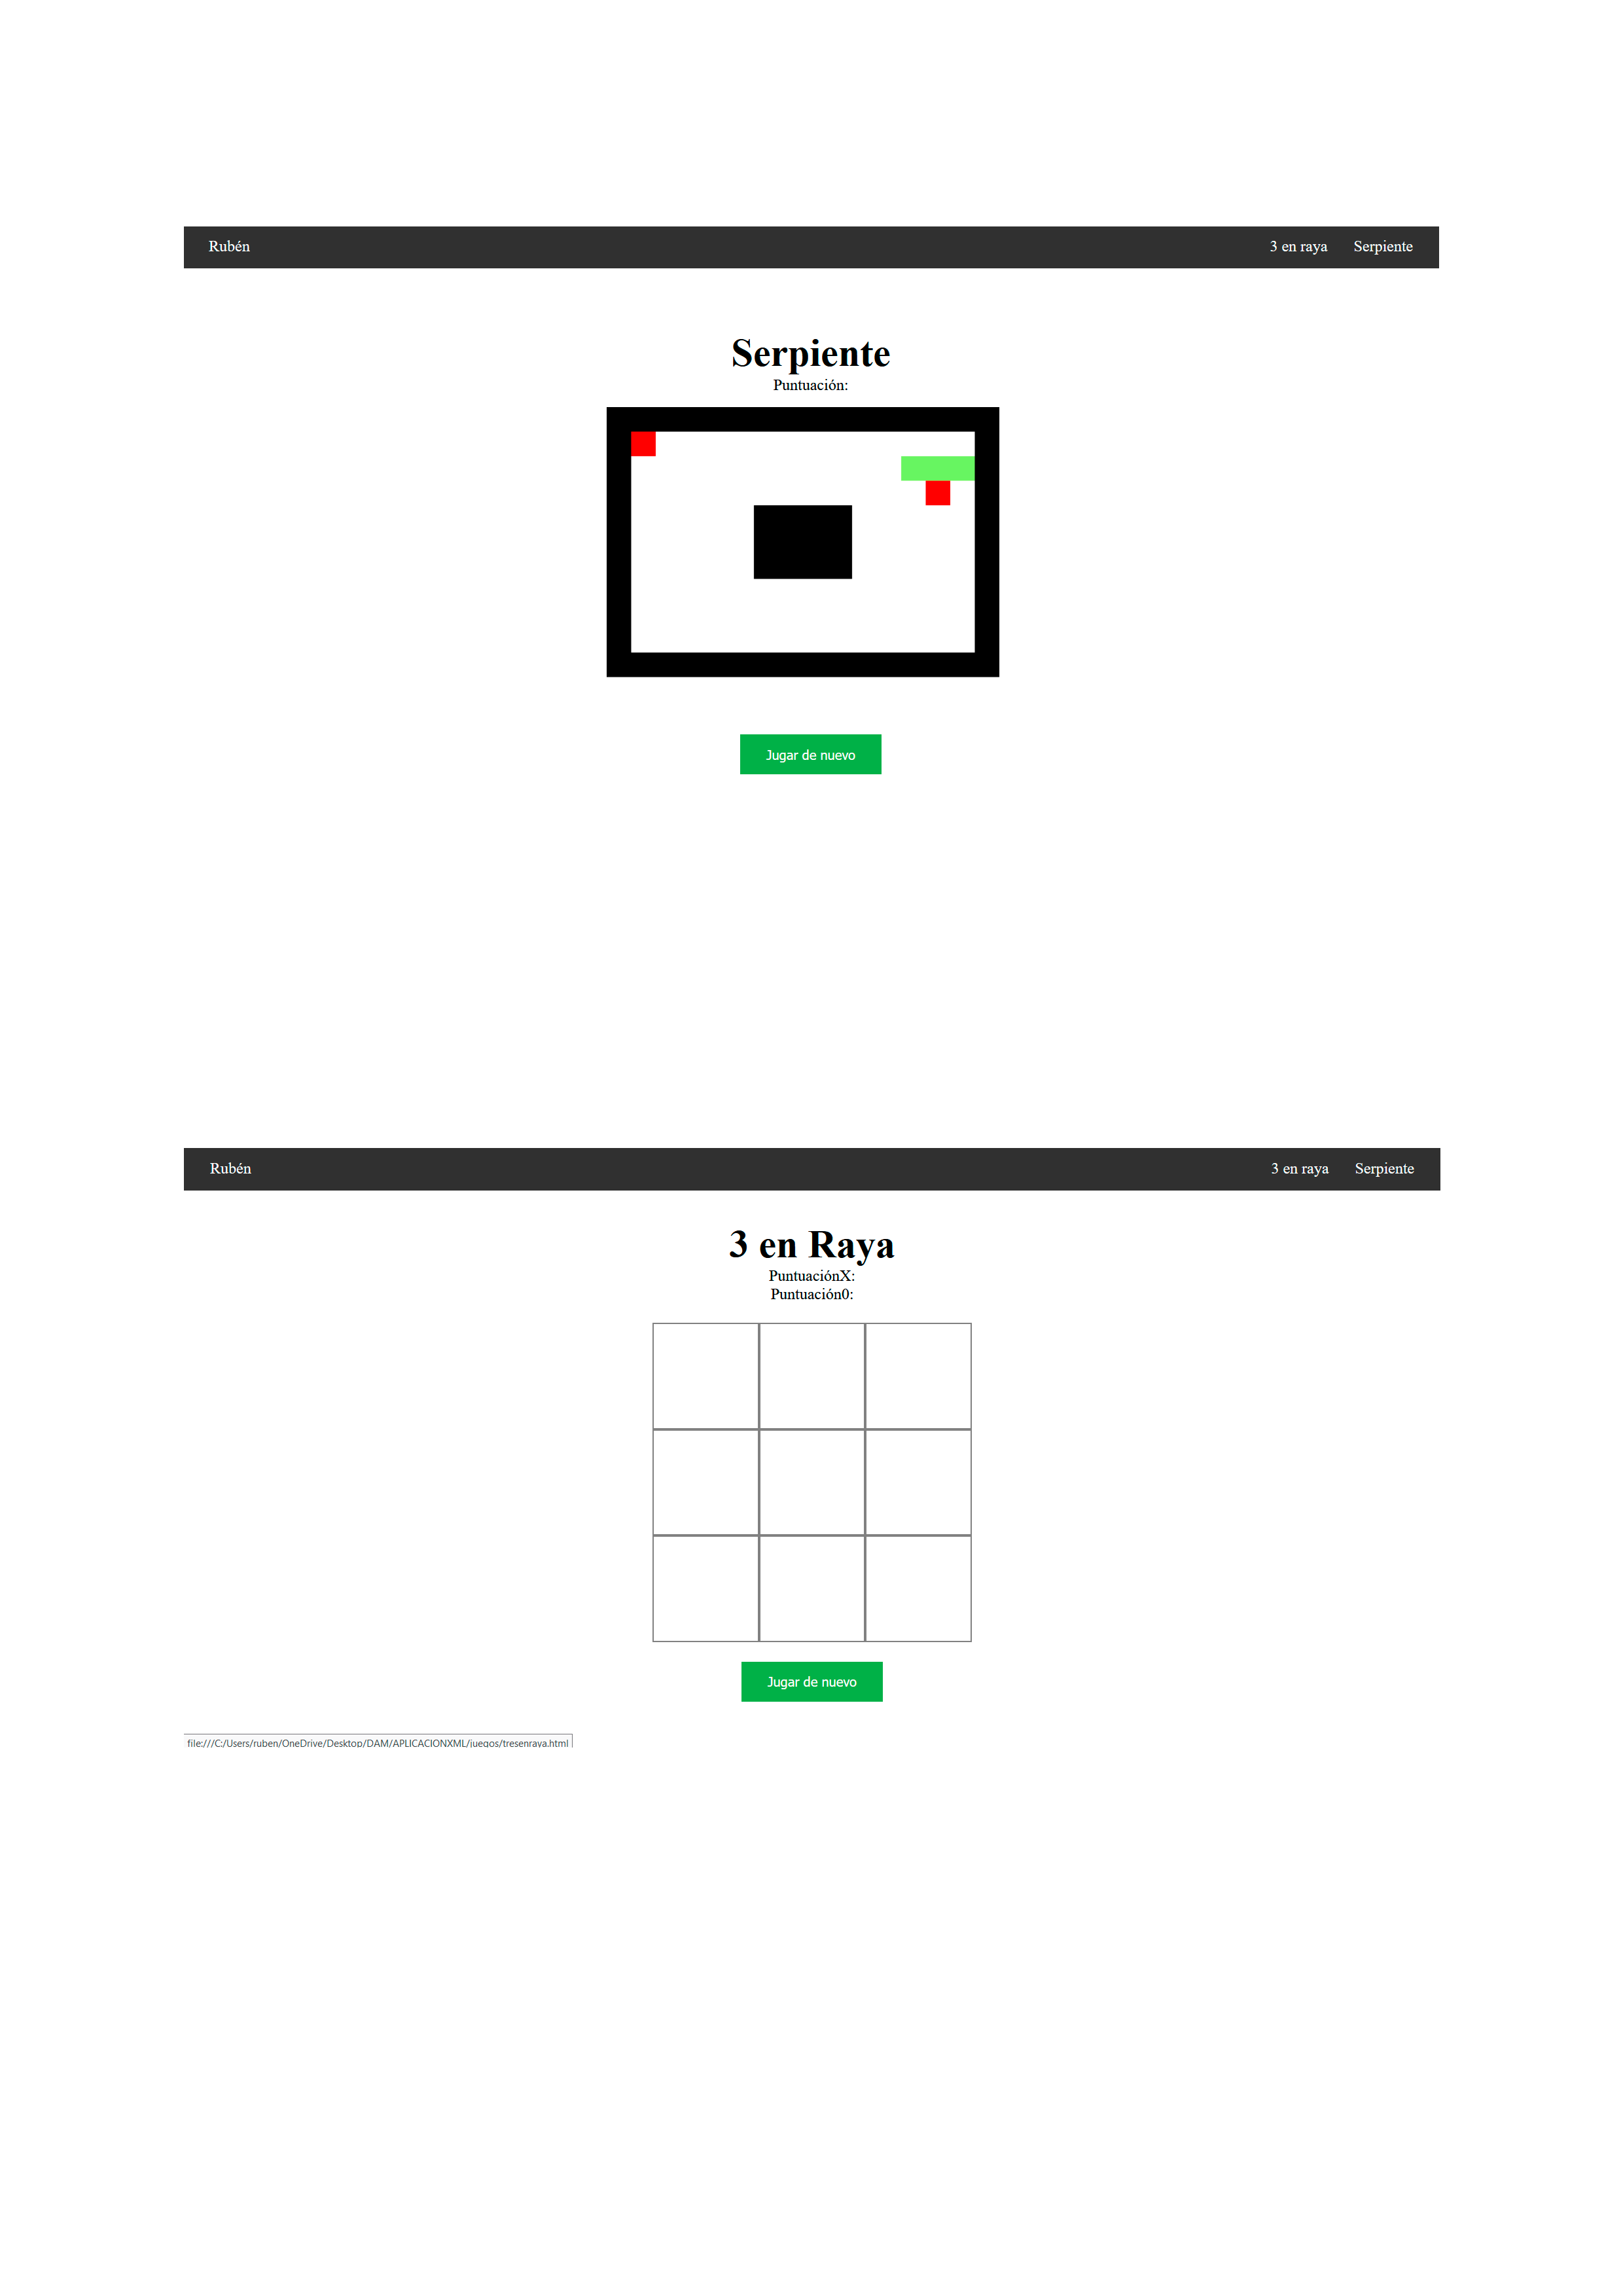 Rubén 3 en raya Serpiente
Serpiente
Puntuación:
Jugar de nuevo
Rubén 3 en raya Serpiente
3 en Raya
PuntuaciónX:
Puntuación0:
Jugar de nuevo
file:///C:/Users/ruben/OneDrive/Desktop/DAM/APLICACIONXML/juegos/tresenraya.html